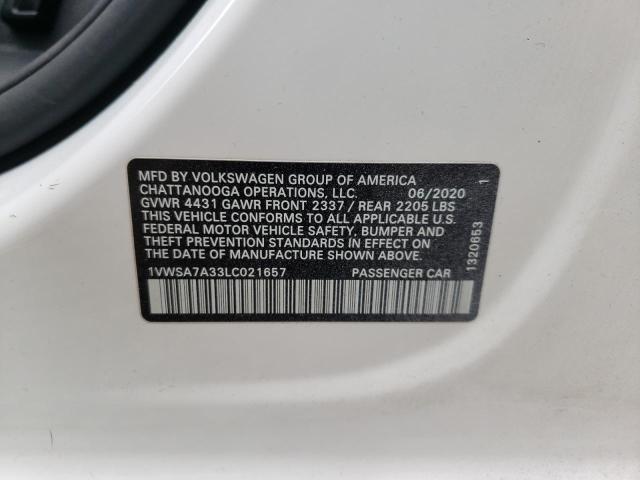 MFD BY VOLKSWAGEN GROUP OF AMERICA
CHATTANOOGA OPERATIONS, LLC. 06/2020
GVWR 4431 GAWR FRONT 2337 / REAR 2205 LBS
THIS VEHICLE CONFORMS TO ALL APPLICABLE U.S.
FEDERAL MOTOR VEHICLE SAFETY, BUMPER AND
THEFT PREVENTION STANDARDS IN EFFECT ON
THE DATE OF MANUFACTURE SHOWN ABOVE
1VWSA7A33LC021657 PASSENGER CAR
1320653 1